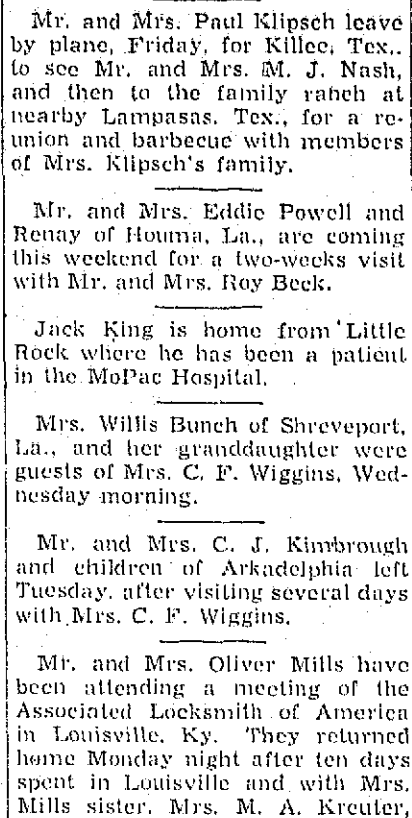 Mr. and Mrs. Paul Klipsch leave
by plane, Friday, for Killee, Tex.,
to see Mr. and Mrs. M. J. Nash,
and then to the family ranch at
nearby Lampasas, Tex., for a re-
union and barbecue with members
of Mrs. Klipsch's family.
Mr. and Mrs. Eddie Powell and
Renay of Houma, La., are coming
this weekend for a two-weeks visit
with Mr. and Mrs. Roy Beck.
Jack King is home from Little
Rock where he has been a patient
in the MoPac Hospital.
Mrs. Willis Bunch of Shreveport,
La., and her granddaughter were
guests of Mrs. C. F. Wiggins, Wed-
nesday morning.
Mr. and Mrs. C. J. Kimbrough
and children of Arkadelphia left
Tuesday, after visiting several days
with Mrs. C. F. Wiggins.
Mr. and Mrs. Oliver Mills have
been attending a meeting of the
Associated Locksmith of America
in Louisville, Ky. They returned
home Monday night after ten days
spent in Louisville and with Mrs.
Mills sister, Mrs. M. A. Kreuter,